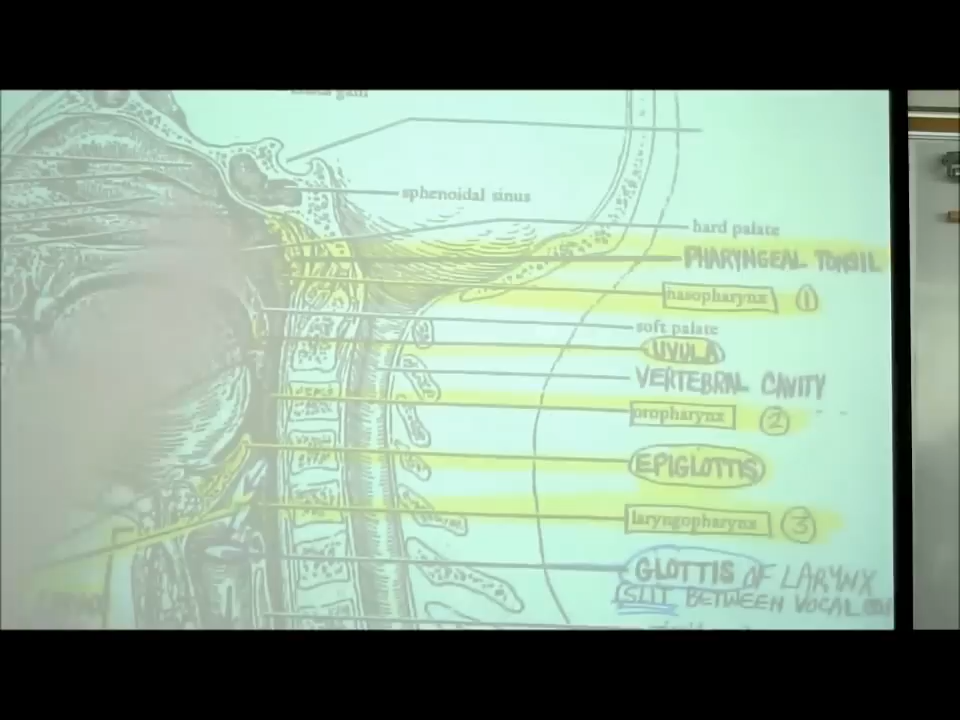 sphenoidal sinus
hard palate
PHARYNGEAL TONSIL
nasopharynx 1
soft palate
UVULA
VERTEBRAL CAVITY
oropharynx 2
EPIGLOTTIS
laryngopharynx 3
GLOTTIS OF LARYNX
SLIT BETWEEN VOCAL